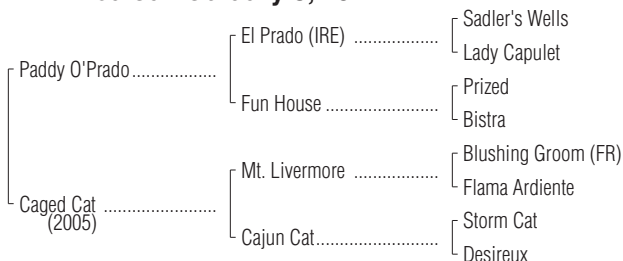 Sadler's Wells
El Prado (IRE) ....................
Lady Capulet
Paddy O'Prado ....................
Prized
Fun House ...........................
Bistra
Blushing Groom (FR)
Mt. Livermore ....................
Flama Ardiente
Caged Cat ...........................
(2005)
Storm Cat
Cajun Cat .............................
Desireux